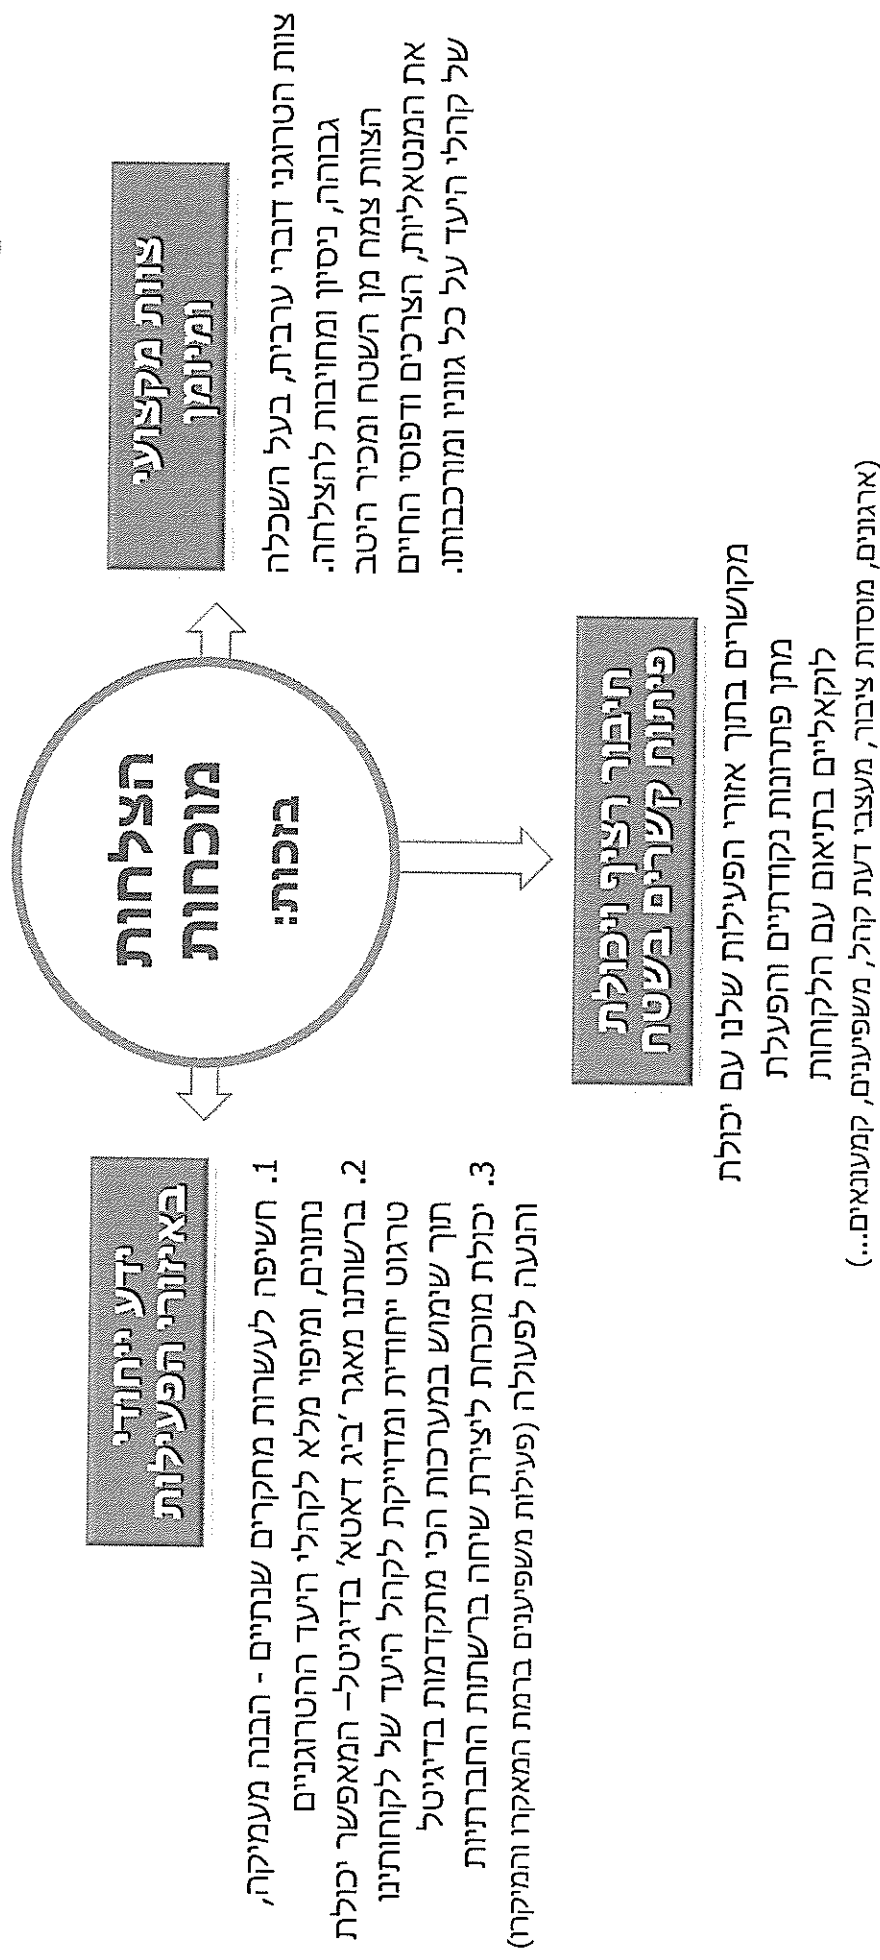 הצלחות
מוכחות
בזכות:
צוות מקצועי
ומיומן
צוות הטרוגני דוברי ערבית, בעל השכלה
גבוהה, ניסיון ומחויבות להצלחה.
הצוות צמח מן השטח ומכיר היטב
את המנטאליות, הצרכים ודפוסי החיים
של קהלי היעד על כל גווניו ומורכבותו.
חיבור רציף ויכולת
פיתוח קשרים בשטח
מקושרים בתוך אזורי הפעילות שלנו עם יכולת
מתן פתרונות נקודתיים והפעלת
לוקאליים בתיאום עם הלקוחות
(ארגונים, מוסדות ציבור, מעצבי דעת קהל, משפיענים, קמעונאים...)
ידע ייחודי
באיזורי הפעילות
1. חשיפה לעשרות מחקרים שנתיים - הבנה מעמיקה,
נתונים, ומיפוי מלא לקהלי היעד ההטרוגניים
2. ברשותנו מאגר 'ביג דאטא' בדיגיטל– המאפשר יכולת
טרגוט ייחודית ומדוייקת לקהל היעד של לקוחותינו
תוך שימוש במערכות הכי מתקדמות בדיגיטל
3. יכולת מוכחות ליצירת שיחה ברשתות החברתיות
והנעה לפעולה (פעילות משפיענים ברמת המאקרו והמיקרו)